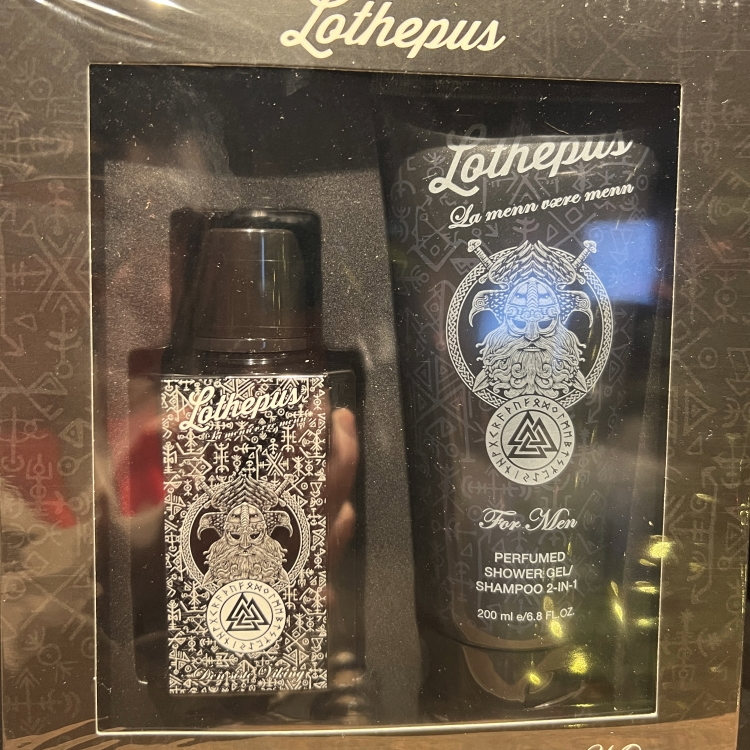 Lothepus
Lothepus
La menn være menn
For Men
PERFUMED
SHOWER GEL/
SHAMPOO 2-IN-1
200 ml e/6.8 FL.OZ.
Lothepus